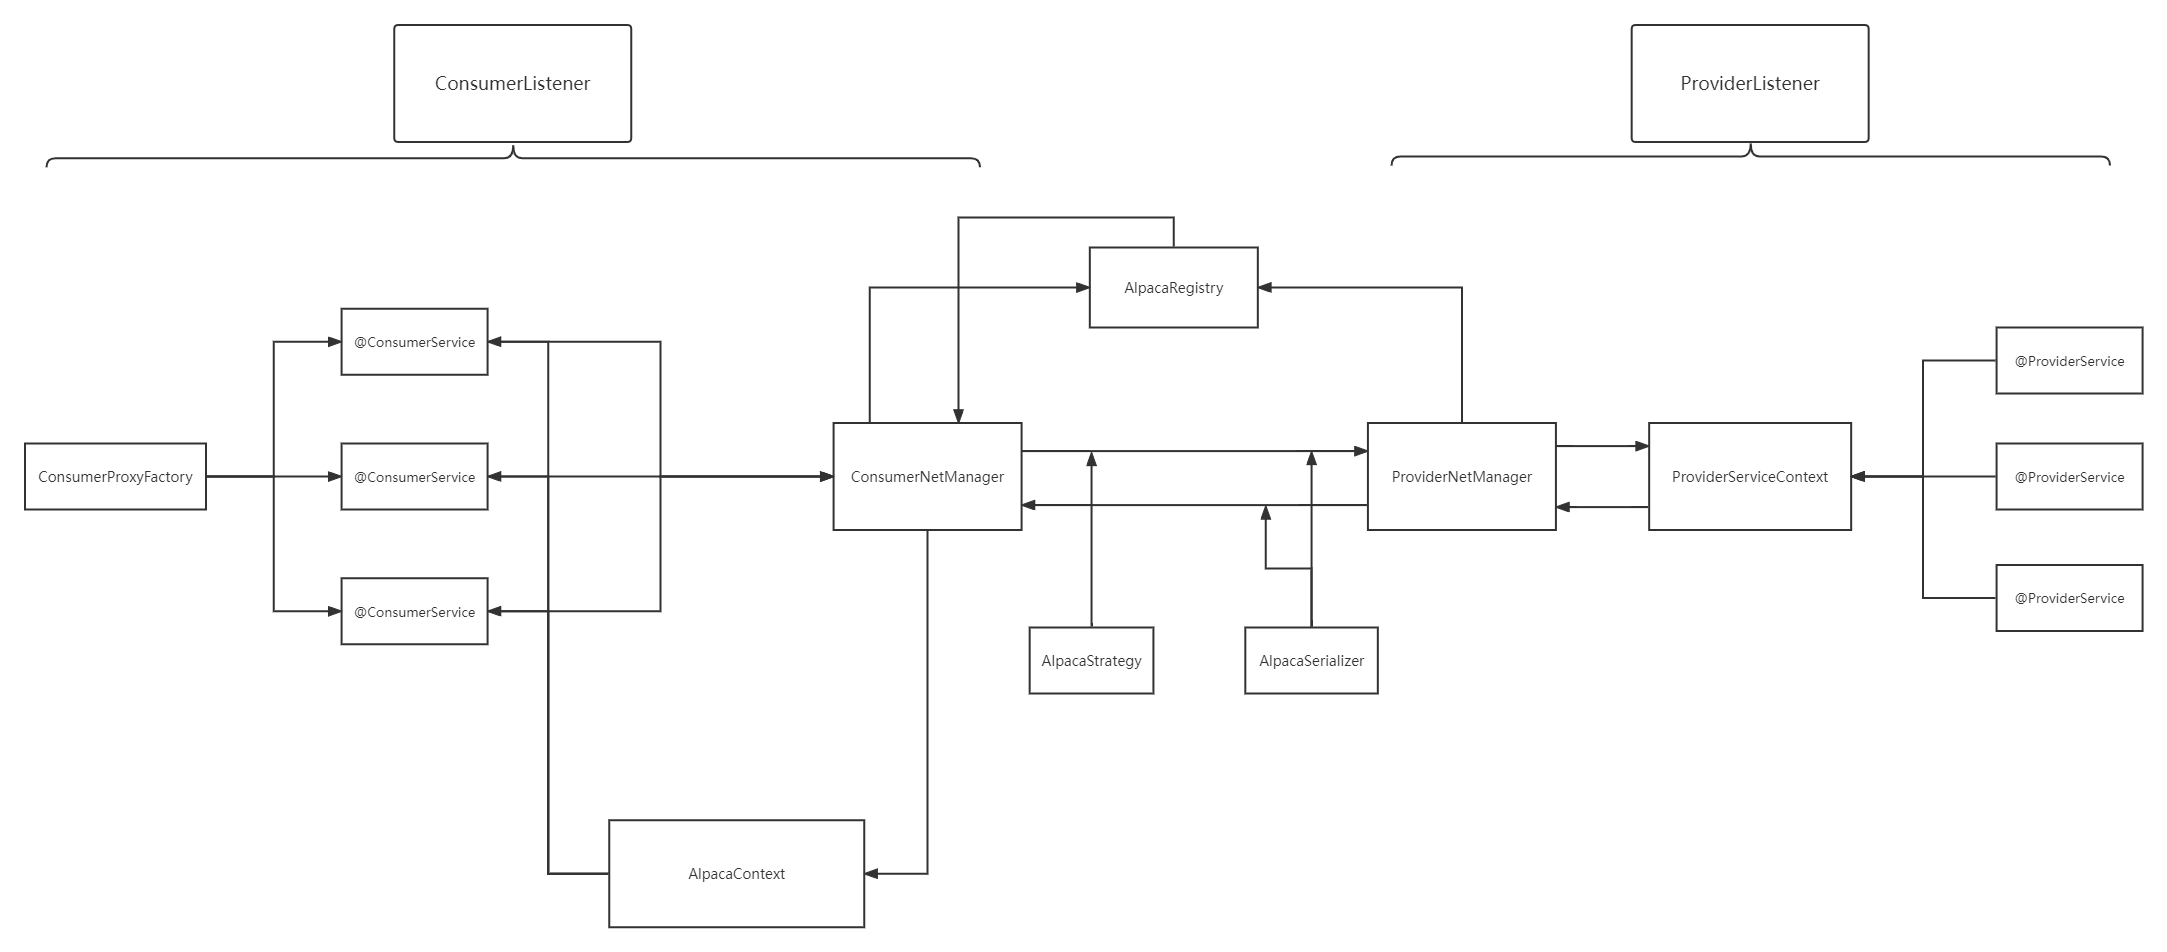 ConsumerListener
ProviderListener
AlpacaRegistry
@ConsumerService
@ProviderService
ConsumerProxyFactory
@ConsumerService
ConsumerNetManager
ProviderNetManager
ProviderServiceContext
@ProviderService
@ConsumerService
@ProviderService
AlpacaStrategy
AlpacaSerializer
AlpacaContext